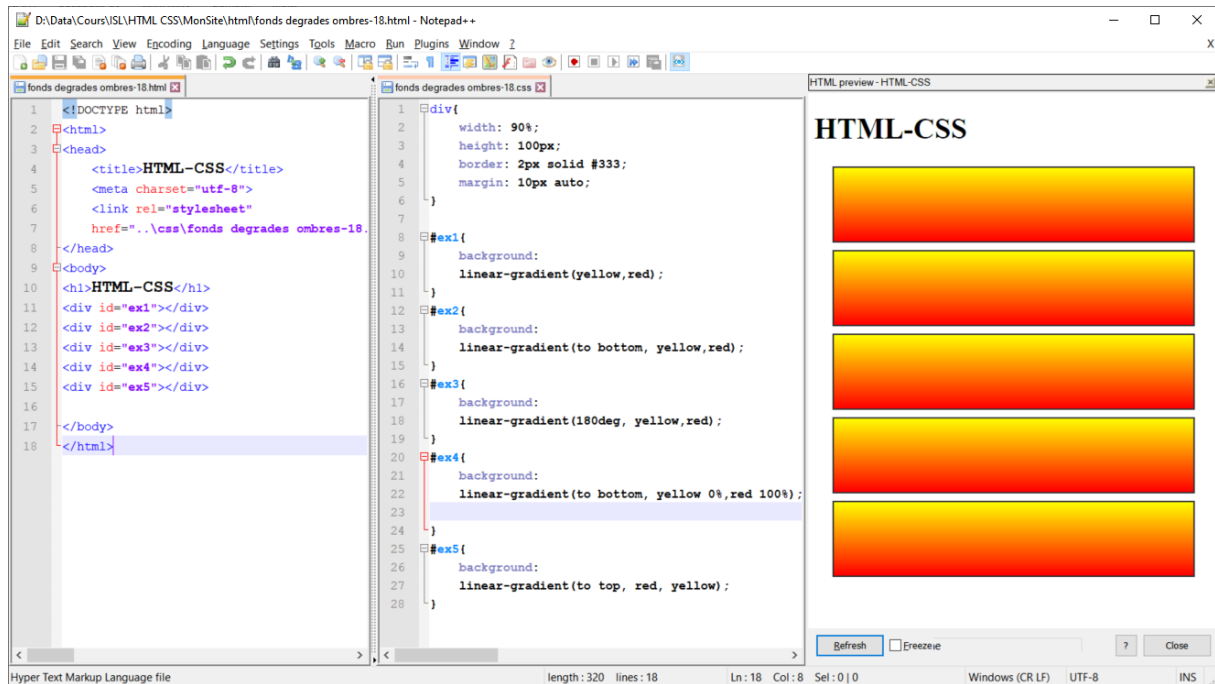 D:\Data\Cours\ISL\HTML CSS\MonSite\html\fonds degrades ombres-18.html - Notepad++
File Edit Search View Encoding Language Settings Tools Macro Run Plugins Window ?
X
fonds degrades ombres-18.html
1 <!DOCTYPE html>
2 <html>
3 <head>
4 <title>HTML-CSS</title>
5 <meta charset="utf-8">
6 <link rel="stylesheet"
7 href="..\css\fonds degrades ombres-18.
8 </head>
9 <body>
10 <h1>HTML-CSS</h1>
11 <div id="ex1"></div>
12 <div id="ex2"></div>
13 <div id="ex3"></div>
14 <div id="ex4"></div>
15 <div id="ex5"></div>
16
17 </body>
18 </html>
fonds degrades ombres-18.css
1 div{
2 width: 90%;
3 height: 100px;
4 border: 2px solid #333;
5 margin: 10px auto;
6 }
7
8 #ex1{
9 background:
10 linear-gradient(yellow,red);
11 }
12 #ex2{
13 background:
14 linear-gradient(to bottom, yellow,red);
15 }
16 #ex3{
17 background:
18 linear-gradient(180deg, yellow,red);
19 }
20 #ex4{
21 background:
22 linear-gradient(to bottom, yellow 0%,red 100%);
23
24 }
25 #ex5{
26 background:
27 linear-gradient(to top, red, yellow);
28 }
HTML preview - HTML-CSS
HTML-CSS
Refresh Freeze ? Close
Hyper Text Markup Language file length : 320 lines : 18 Ln : 18 Col : 8 Sel : 0 | 0 Windows (CR LF) UTF-8 INS